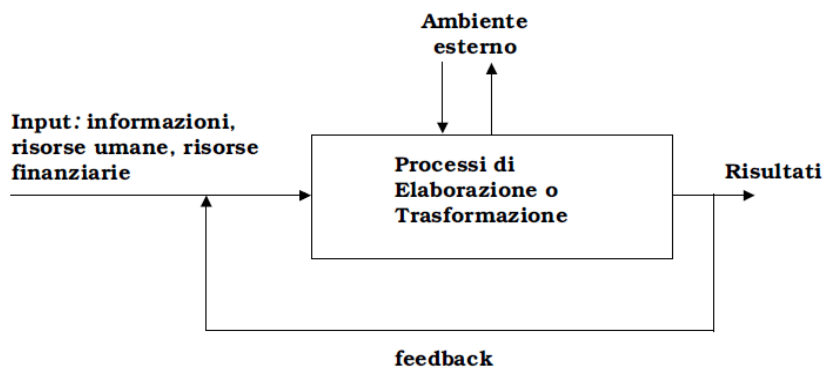 Ambiente
esterno
Input: informazioni,
risorse umane, risorse
finanziarie
Processi di
Elaborazione o
Trasformazione
Risultati
feedback